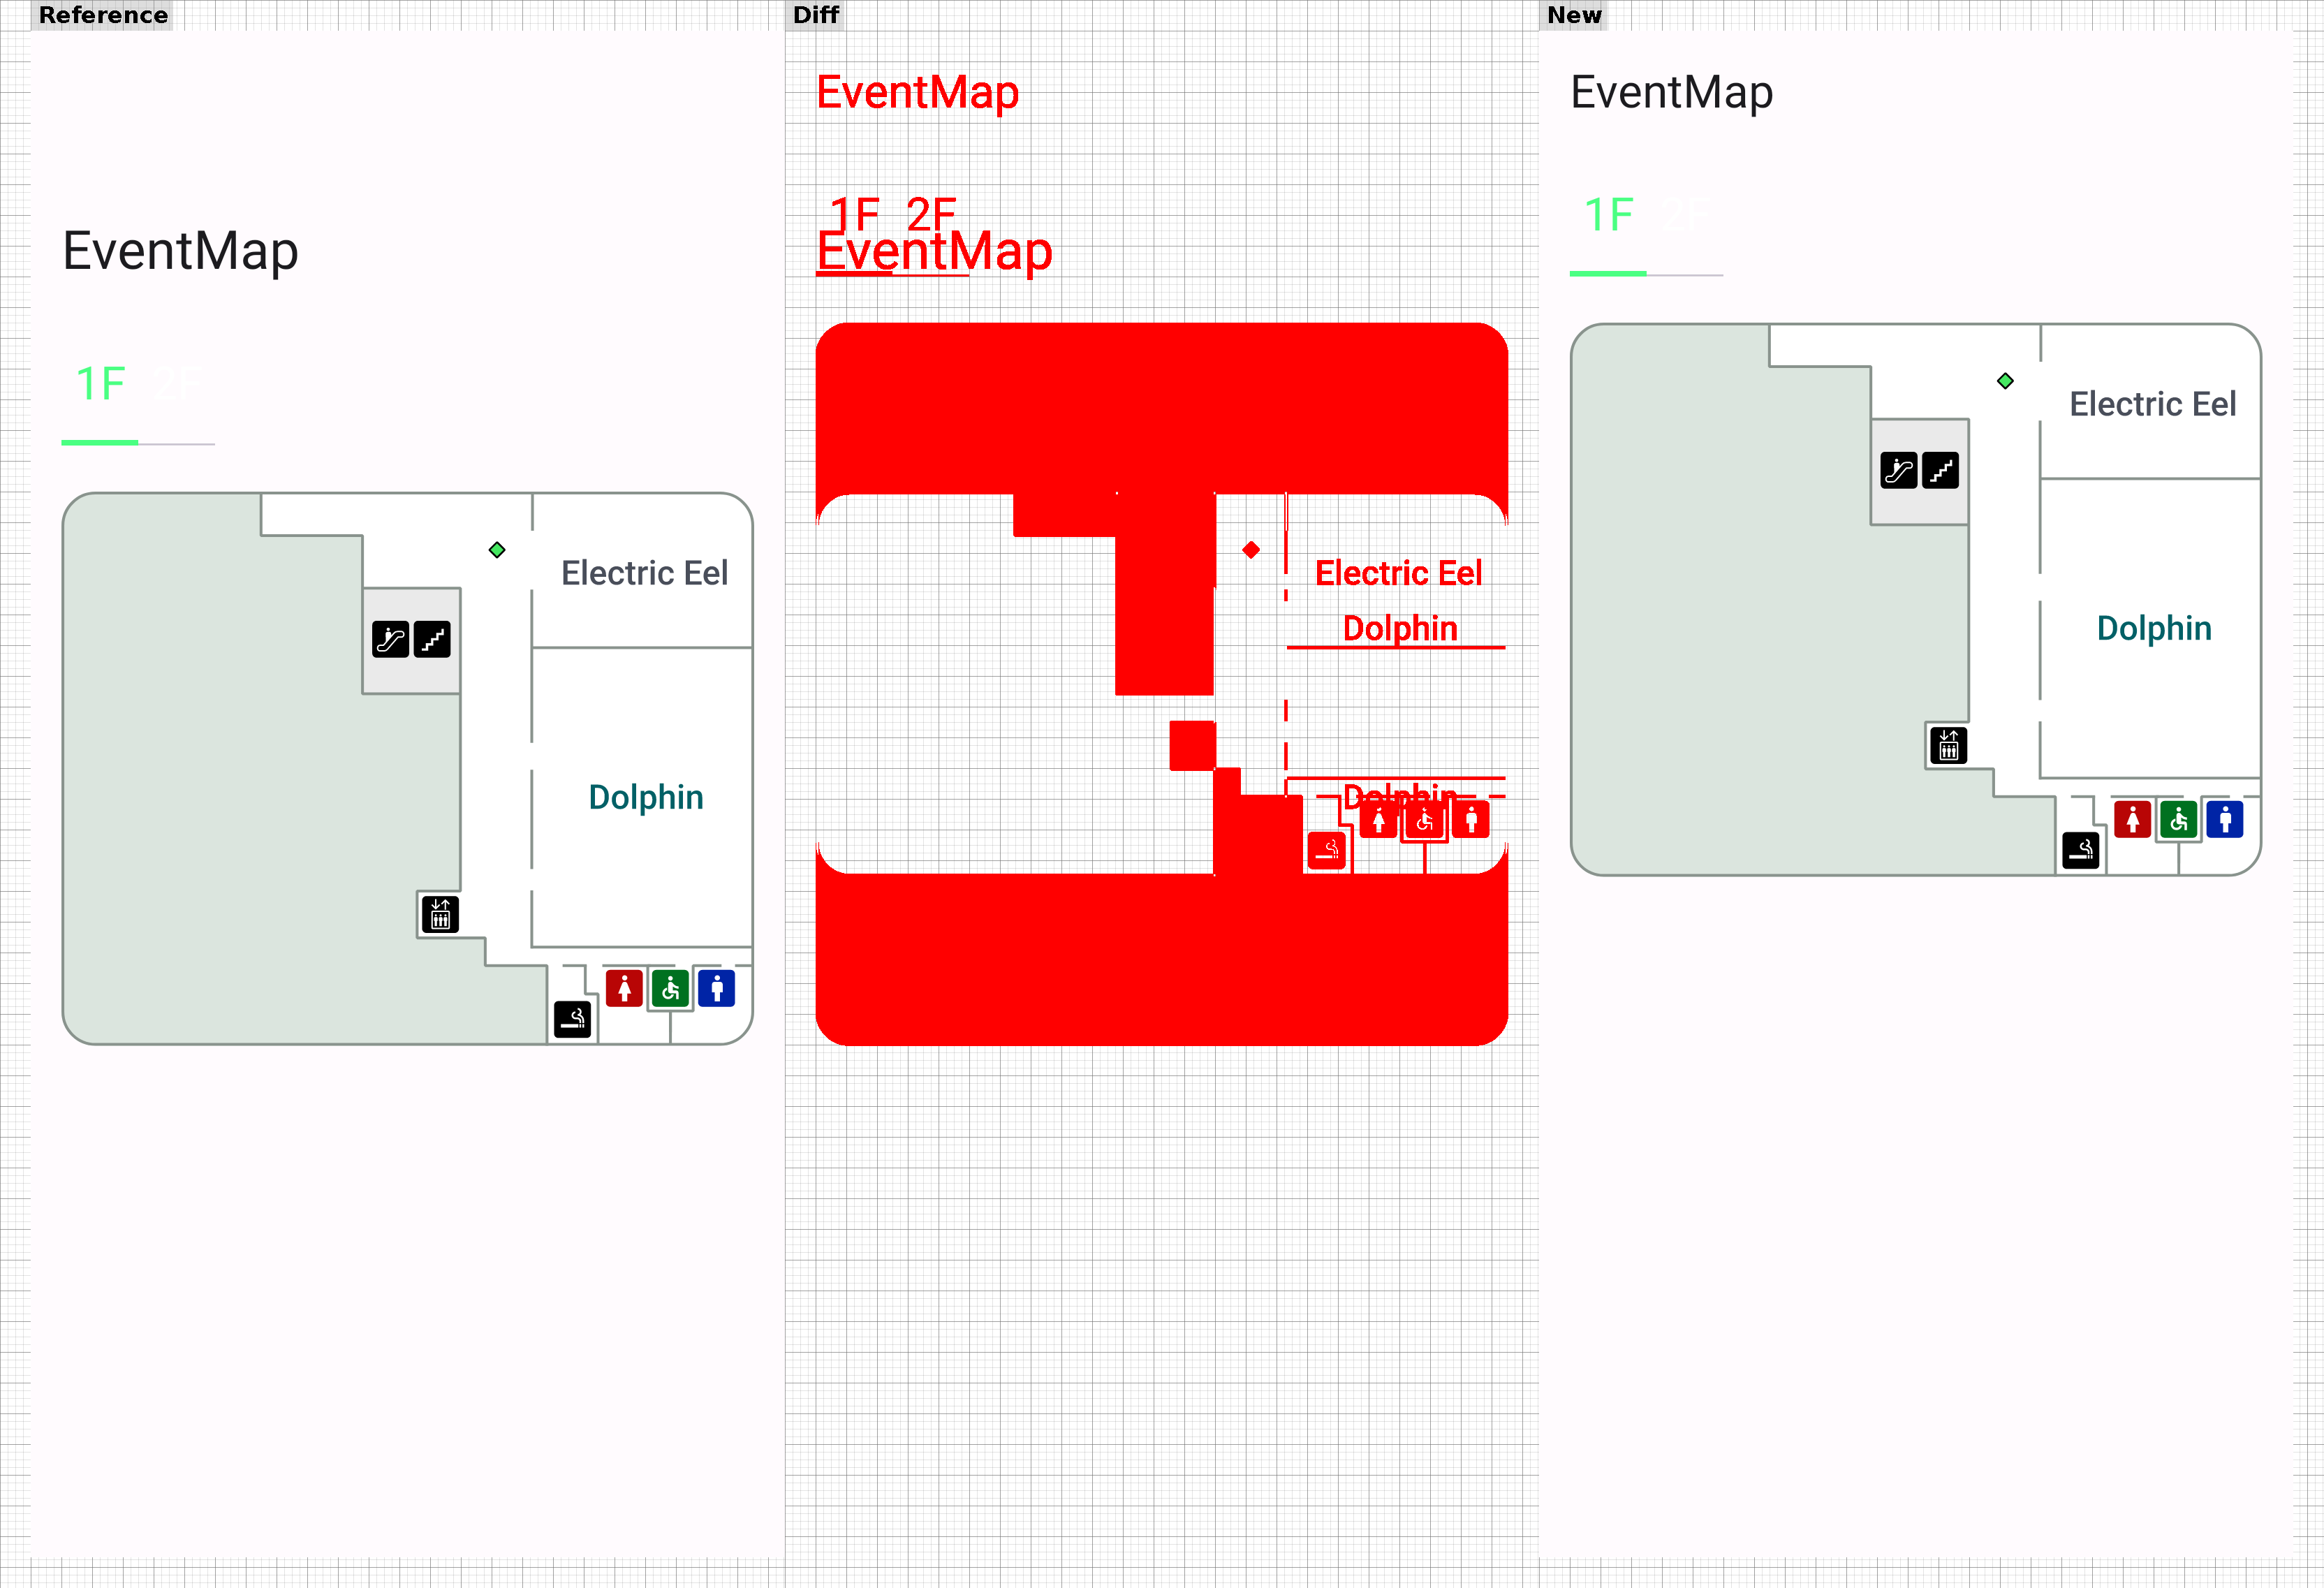 Reference
EventMap
1F 2F
Electric Eel
Dolphin
Diff
EventMap
1F 2F
EventMap
Electric Eel
Dolphin
Dolphin
New
EventMap
1F
Electric Eel
Dolphin